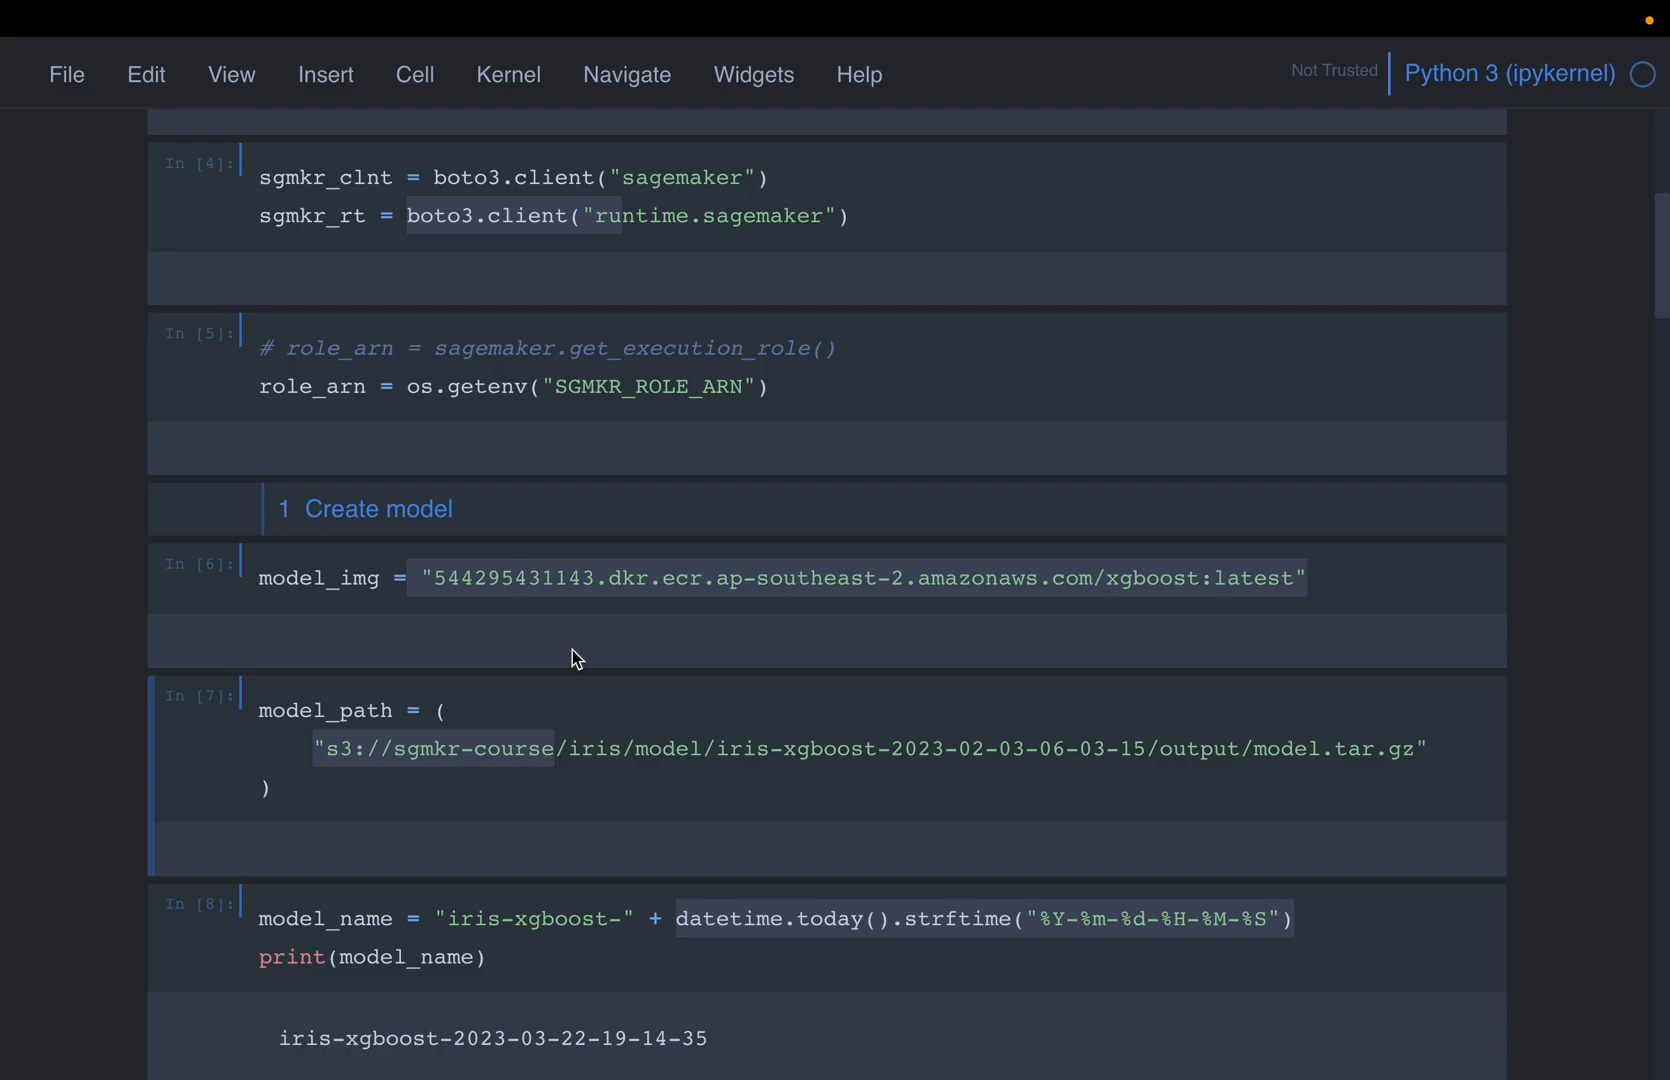 File Edit View Insert Cell Kernel Navigate Widgets Help Not Trusted Python 3 (ipykernel)
In [4]:
sgmkr_clnt = boto3.client("sagemaker")
sgmkr_rt = boto3.client("runtime.sagemaker")
In [5]:
# role_arn = sagemaker.get_execution_role()
role_arn = os.getenv("SGMKR_ROLE_ARN")
1 Create model
In [6]:
model_img = "544295431143.dkr.ecr.ap-southeast-2.amazonaws.com/xgboost:latest"
In [7]:
model_path = (
"s3://sgmkr-course/iris/model/iris-xgboost-2023-02-03-06-03-15/output/model.tar.gz"
)
In [8]:
model_name = "iris-xgboost-" + datetime.today().strftime("%Y-%m-%d-%H-%M-%S")
print(model_name)
iris-xgboost-2023-03-22-19-14-35